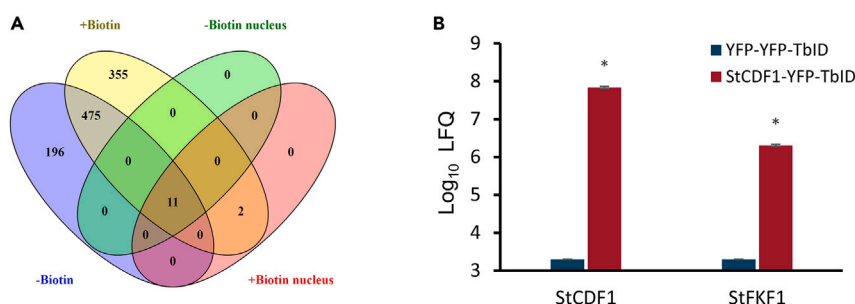 A
+Biotin
-Biotin nucleus
355
0
475
0
0
196
0
0
0
0
11
2
0
0
0
-Biotin
+Biotin nucleus
B
Log10 LFQ
9
8
7
6
5
4
3
*
*
YFP-YFP-TbID
StCDF1-YFP-TbID
StCDF1
StFKF1